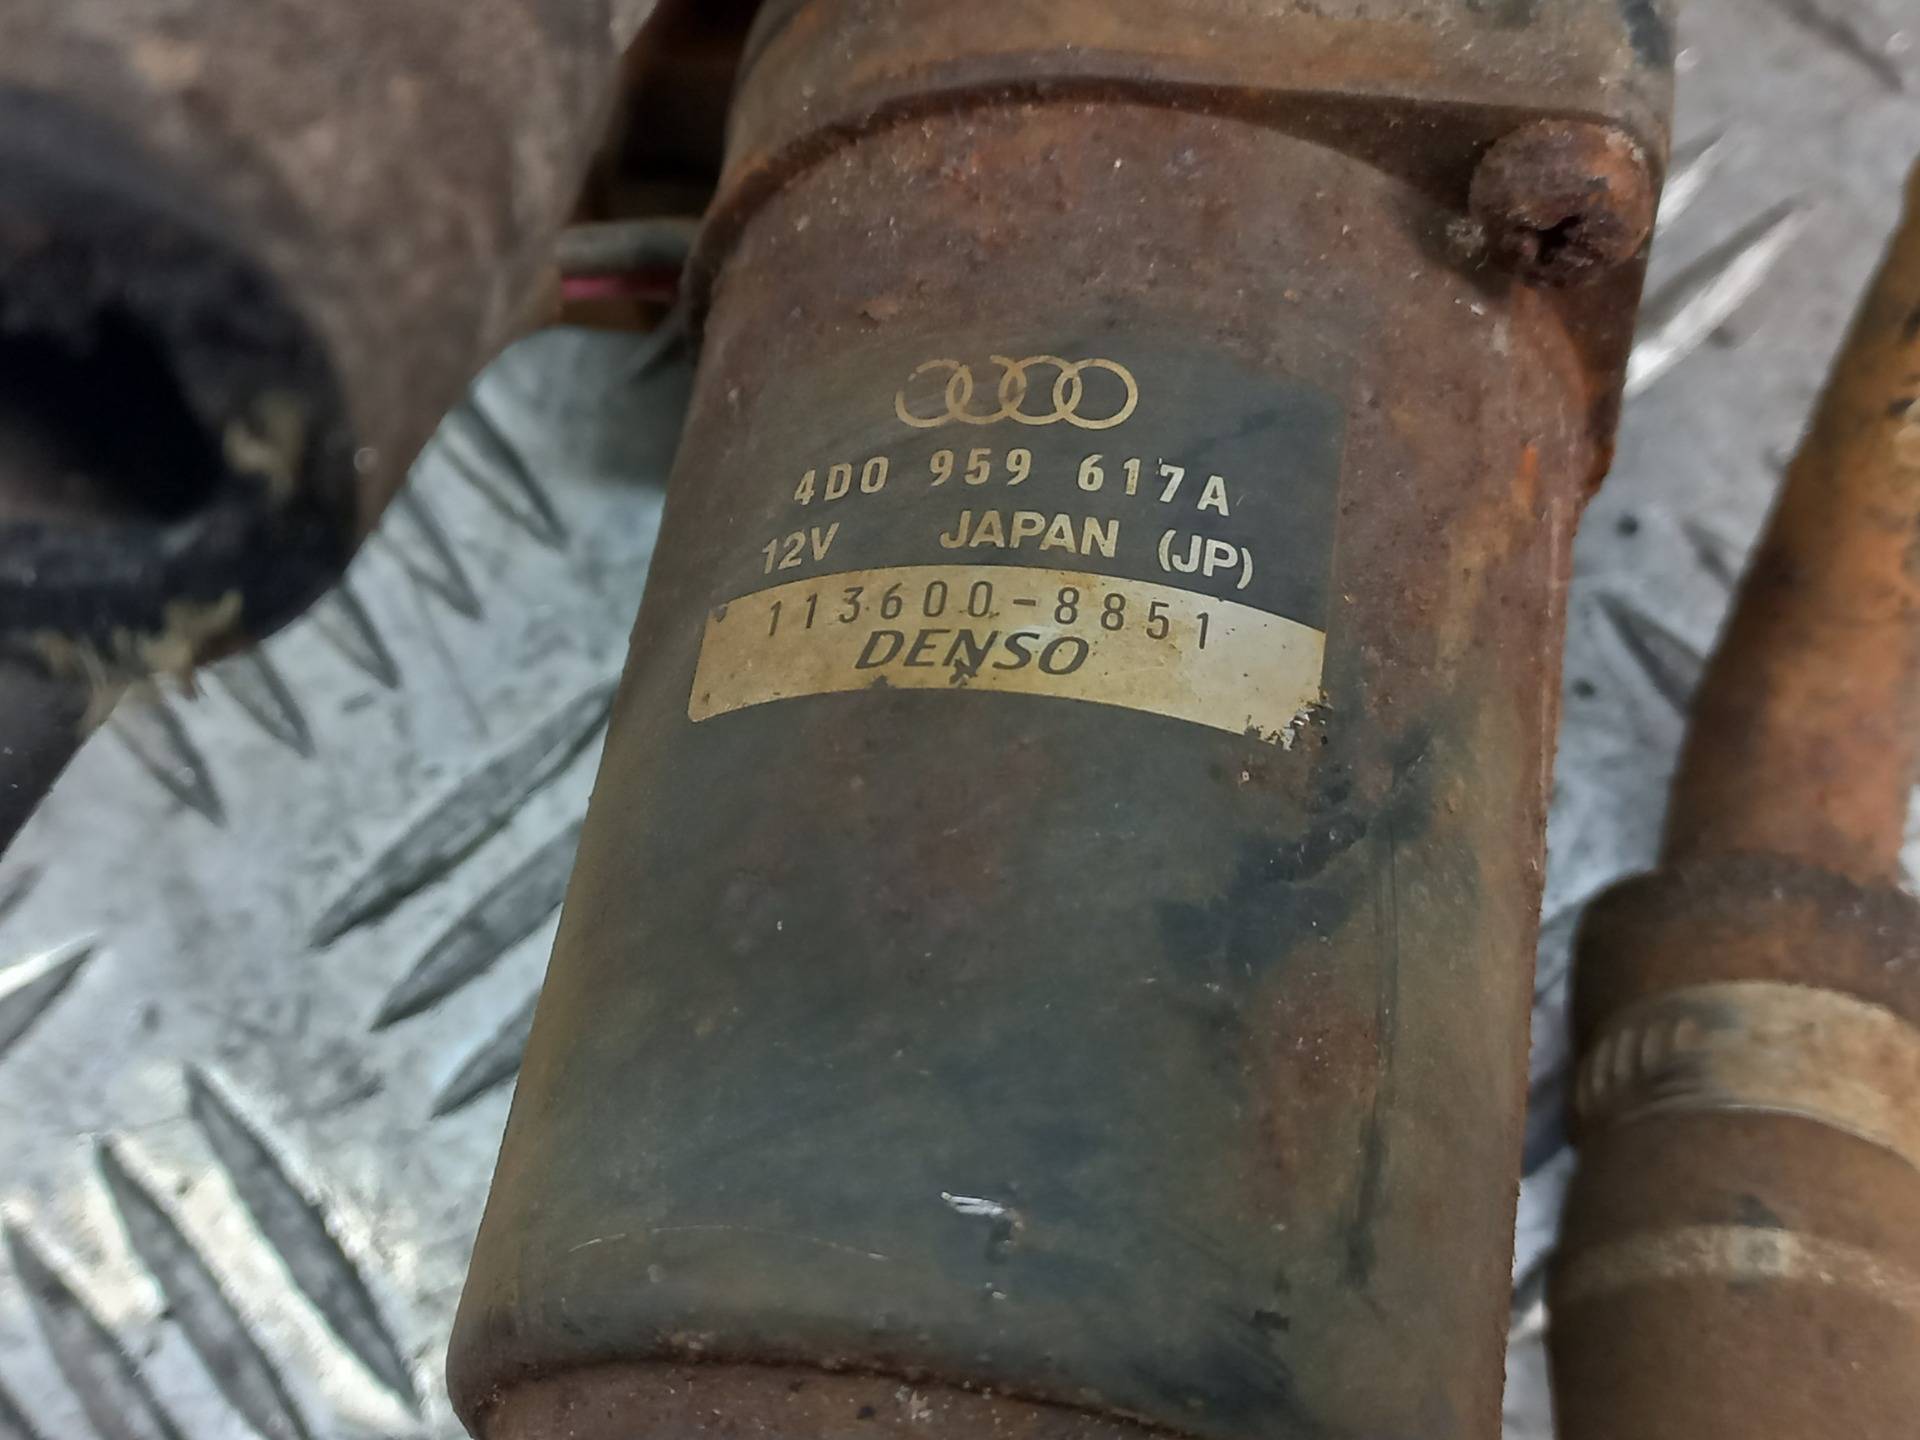 4D0 959 617A
12V JAPAN (JP)
113600-8851
DENSO